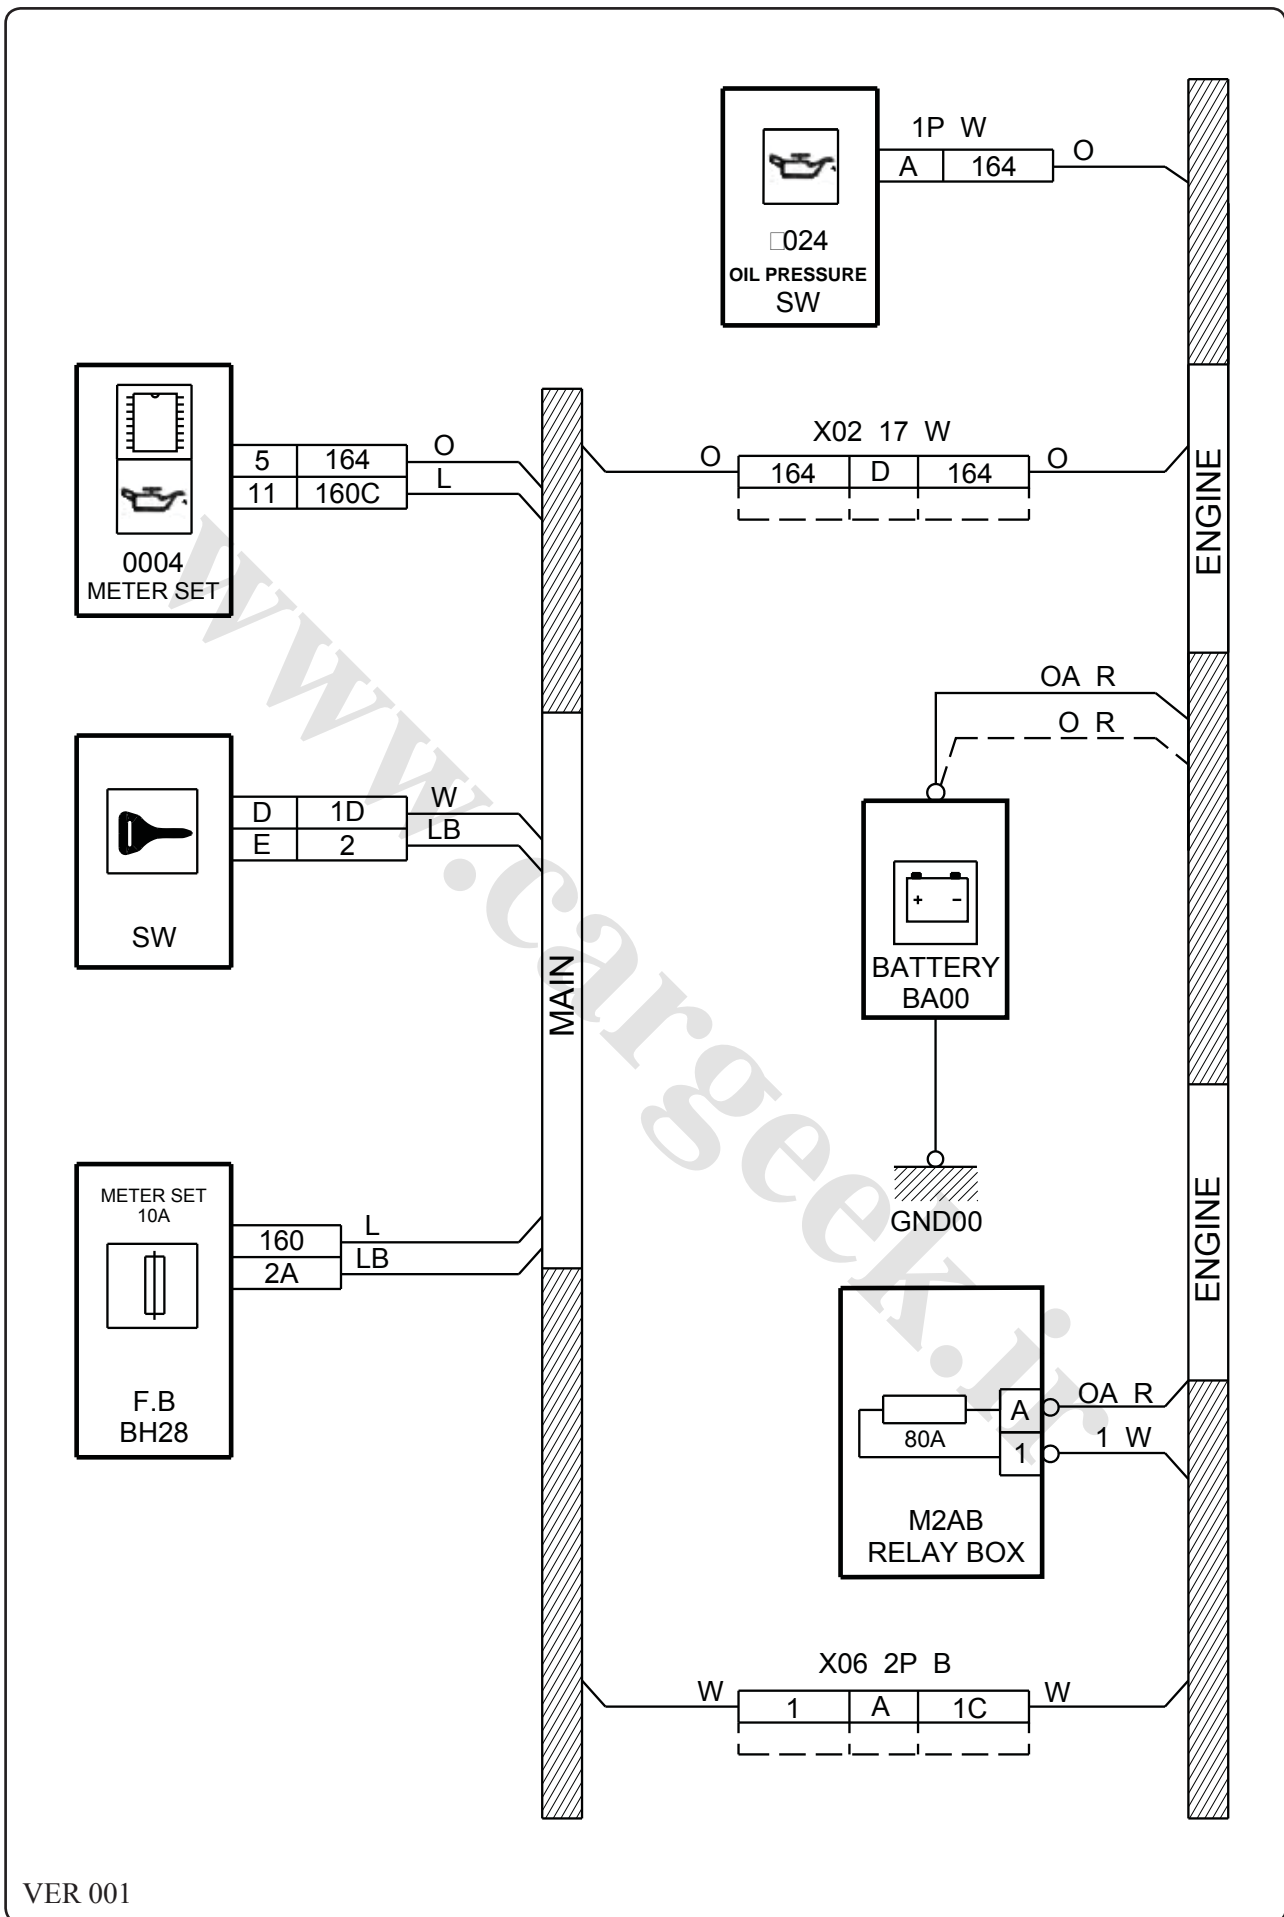 1P W
A 164 O
□024
OIL PRESSURE
SW
5 164 O
11 160C L
0004
METER SET
X02 17 W
O 164 D 164 O
ENGINE
OA R
O R
D 1D W
E 2 LB
SW
MAIN
+ -
BATTERY
BA00
GND00
METER SET
10A
160 L
2A LB
F.B
BH28
ENGINE
A OA R
80A
1 1 W
M2AB
RELAY BOX
X06 2P B
W 1 A 1C W
VER 001
www.cargeek.ir